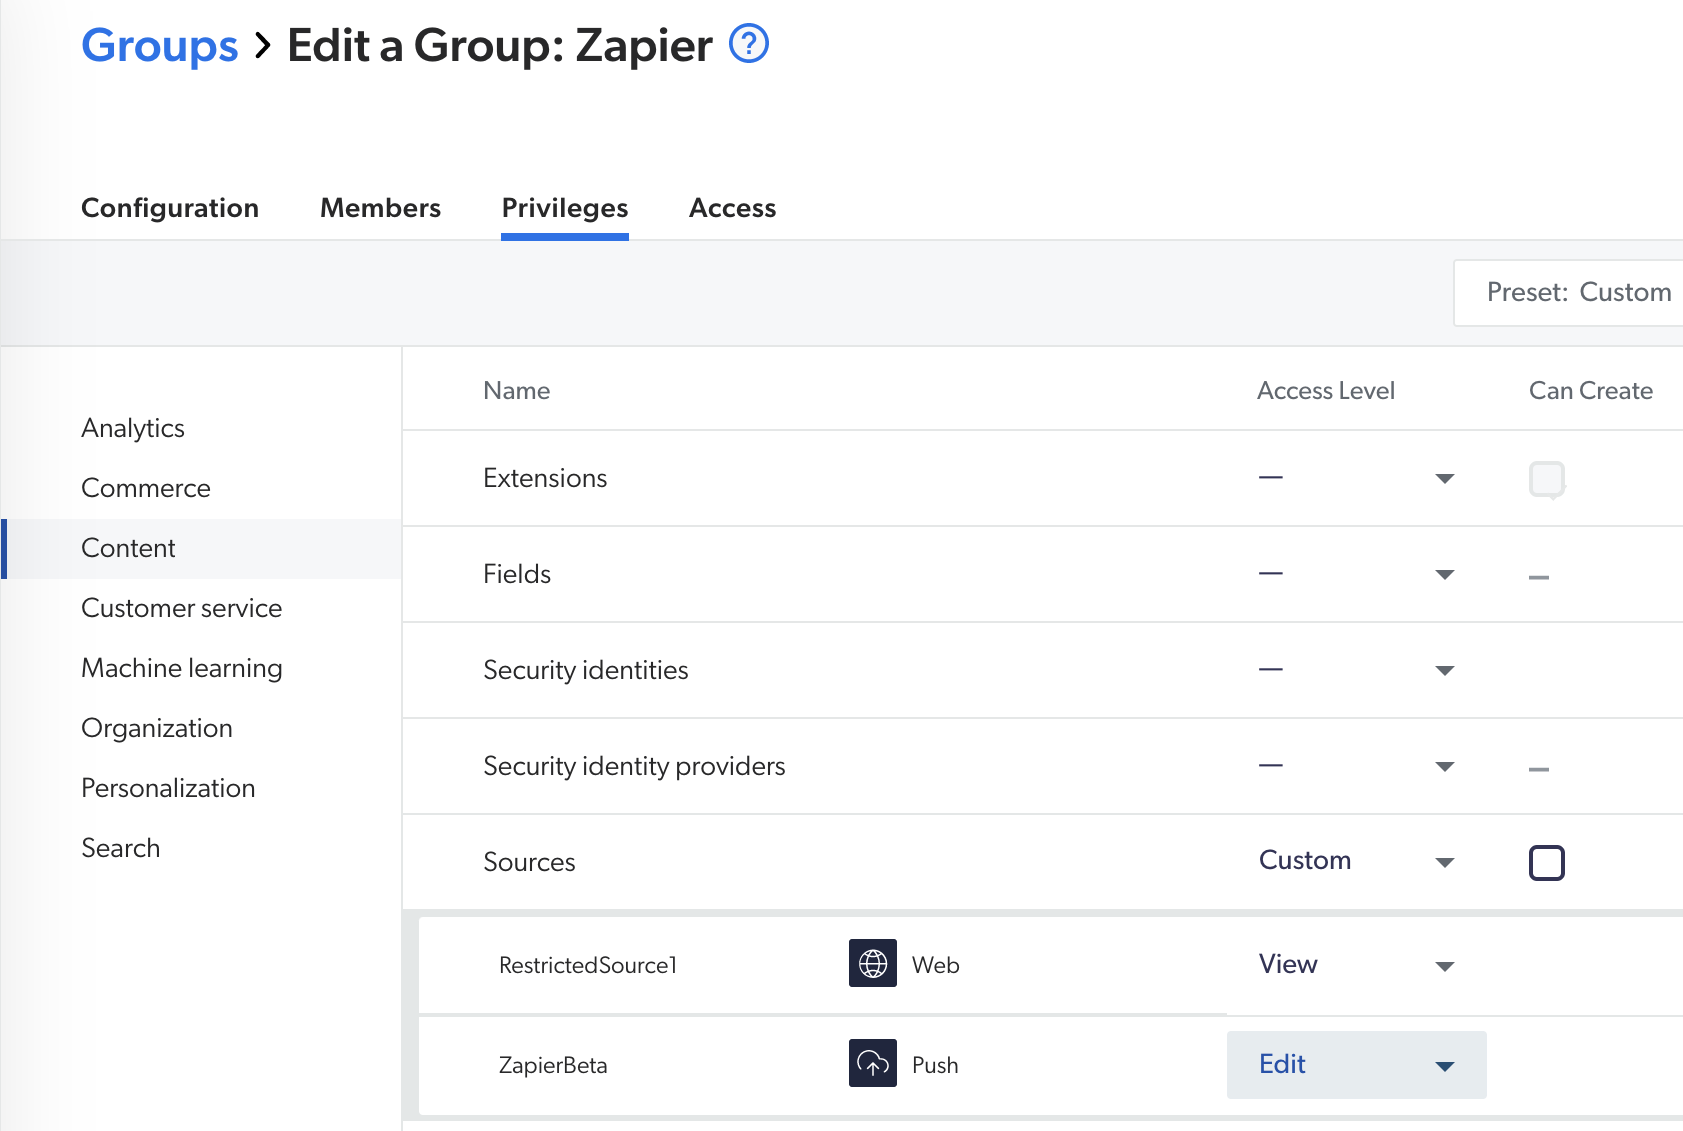 Groups > Edit a Group: Zapier ?
Configuration Members Privileges Access
Preset: Custom
Analytics
Commerce
Content
Customer service
Machine learning
Organization
Personalization
Search
Name Access Level Can Create
Extensions —
Fields — –
Security identities —
Security identity providers — –
Sources Custom
RestrictedSource1 Web View
ZapierBeta Push Edit